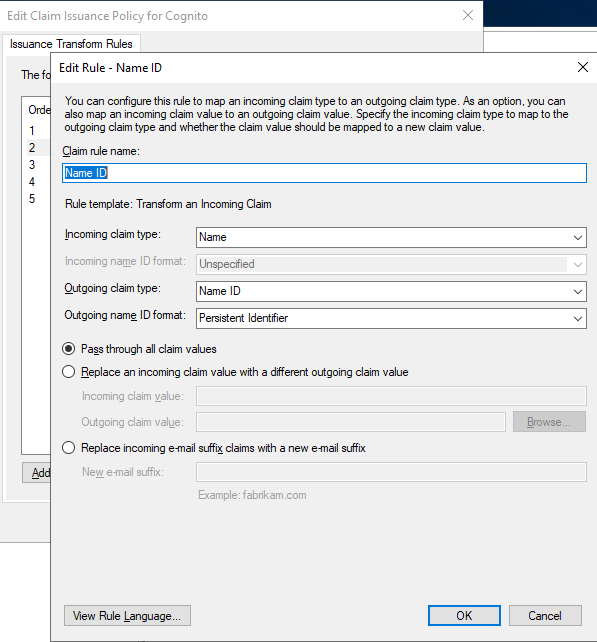 Edit Claim Issuance Policy for Cognito
Issuance Transform Rules
The fo
Orde
1
2
3
4
5
Add
Edit Rule - Name ID
You can configure this rule to map an incoming claim type to an outgoing claim type. As an option, you can
also map an incoming claim value to an outgoing claim value. Specify the incoming claim type to map to the
outgoing claim type and whether the claim value should be mapped to a new claim value.
Claim rule name:
Name ID
Rule template: Transform an Incoming Claim
Incoming claim type: Name
Incoming name ID format: Unspecified
Outgoing claim type: Name ID
Outgoing name ID format: Persistent Identifier
Pass through all claim values
Replace an incoming claim value with a different outgoing claim value
Incoming claim value:
Outgoing claim value: Browse...
Replace incoming e-mail suffix claims with a new e-mail suffix
New e-mail suffix:
Example: fabrikam.com
View Rule Language... OK Cancel